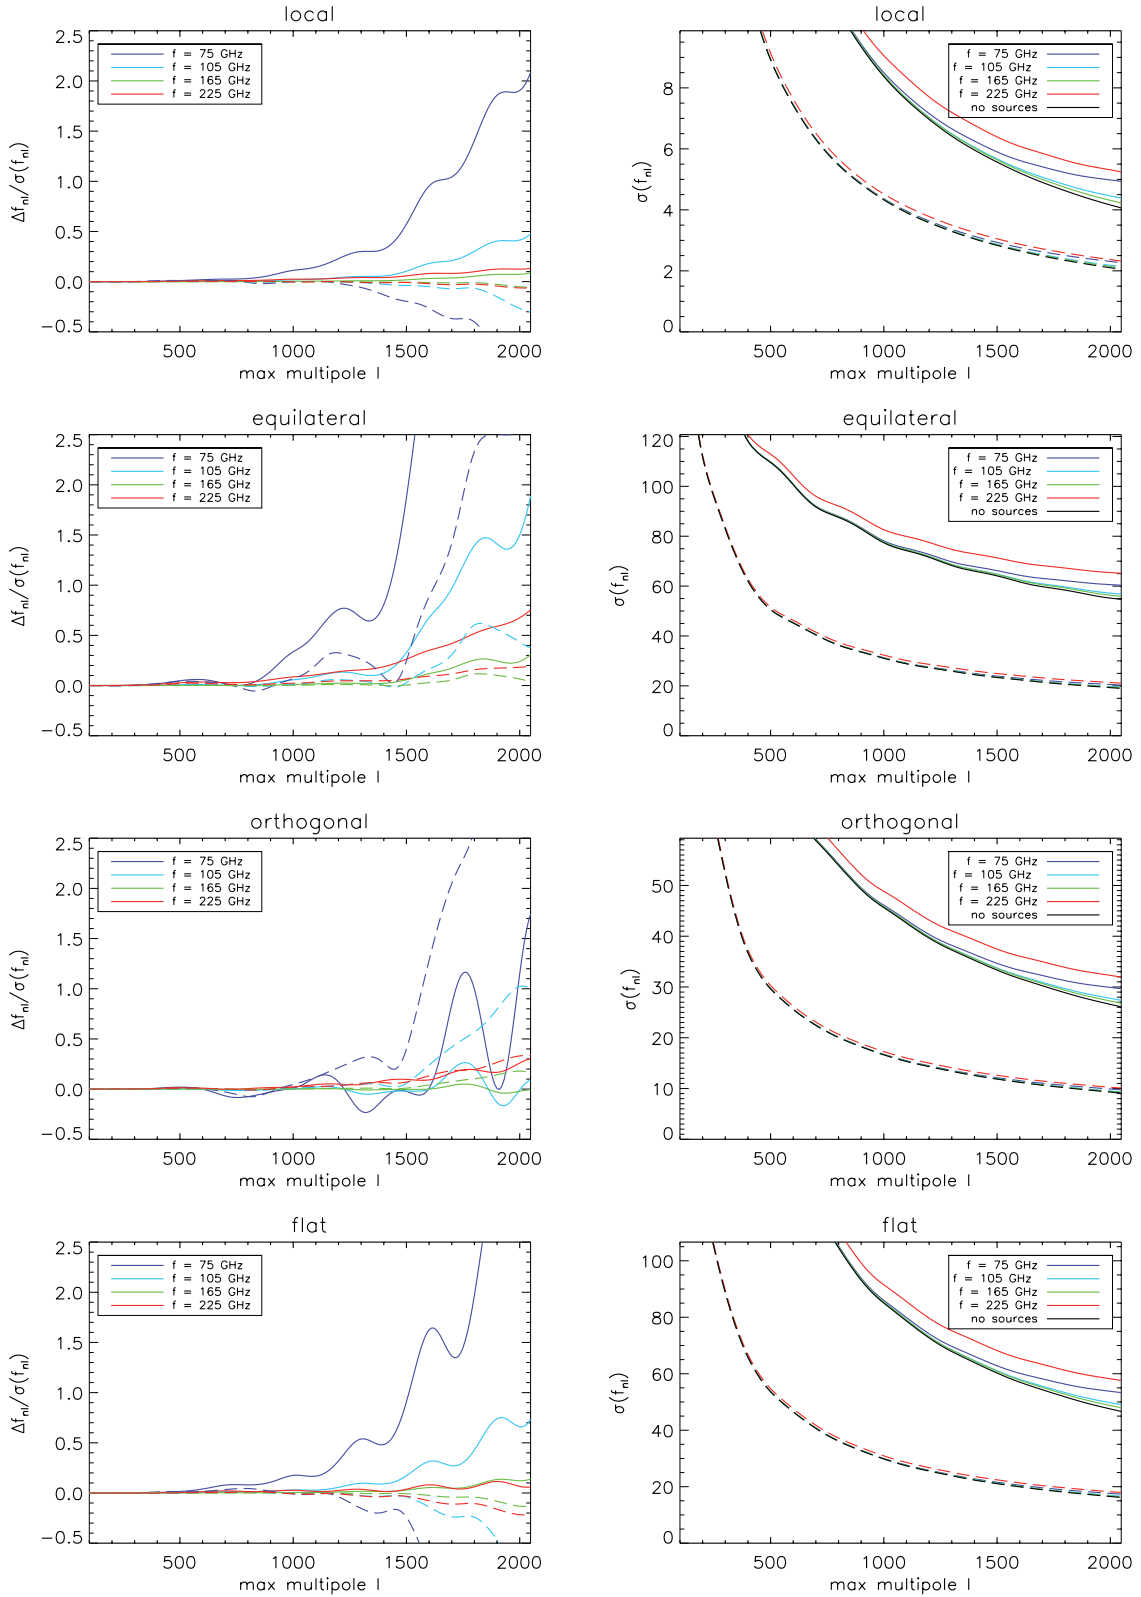 local
2.5
2.0
1.5
1.0
0.5
0.0
−0.5
Δf_nl/σ(f_nl)
f = 75 GHz
f = 105 GHz
f = 165 GHz
f = 225 GHz
500 1000 1500 2000
max multipole l
local
8
6
4
2
0
σ(f_nl)
f = 75 GHz
f = 105 GHz
f = 165 GHz
f = 225 GHz
no sources
500 1000 1500 2000
max multipole l
equilateral
2.5
2.0
1.5
1.0
0.5
0.0
−0.5
Δf_nl/σ(f_nl)
f = 75 GHz
f = 105 GHz
f = 165 GHz
f = 225 GHz
500 1000 1500 2000
max multipole l
equilateral
120
100
80
60
40
20
0
σ(f_nl)
f = 75 GHz
f = 105 GHz
f = 165 GHz
f = 225 GHz
no sources
500 1000 1500 2000
max multipole l
orthogonal
2.5
2.0
1.5
1.0
0.5
0.0
−0.5
Δf_nl/σ(f_nl)
f = 75 GHz
f = 105 GHz
f = 165 GHz
f = 225 GHz
500 1000 1500 2000
max multipole l
orthogonal
50
40
30
20
10
0
σ(f_nl)
f = 75 GHz
f = 105 GHz
f = 165 GHz
f = 225 GHz
no sources
500 1000 1500 2000
max multipole l
flat
2.5
2.0
1.5
1.0
0.5
0.0
−0.5
Δf_nl/σ(f_nl)
f = 75 GHz
f = 105 GHz
f = 165 GHz
f = 225 GHz
500 1000 1500 2000
max multipole l
flat
100
80
60
40
20
0
σ(f_nl)
f = 75 GHz
f = 105 GHz
f = 165 GHz
f = 225 GHz
no sources
500 1000 1500 2000
max multipole l